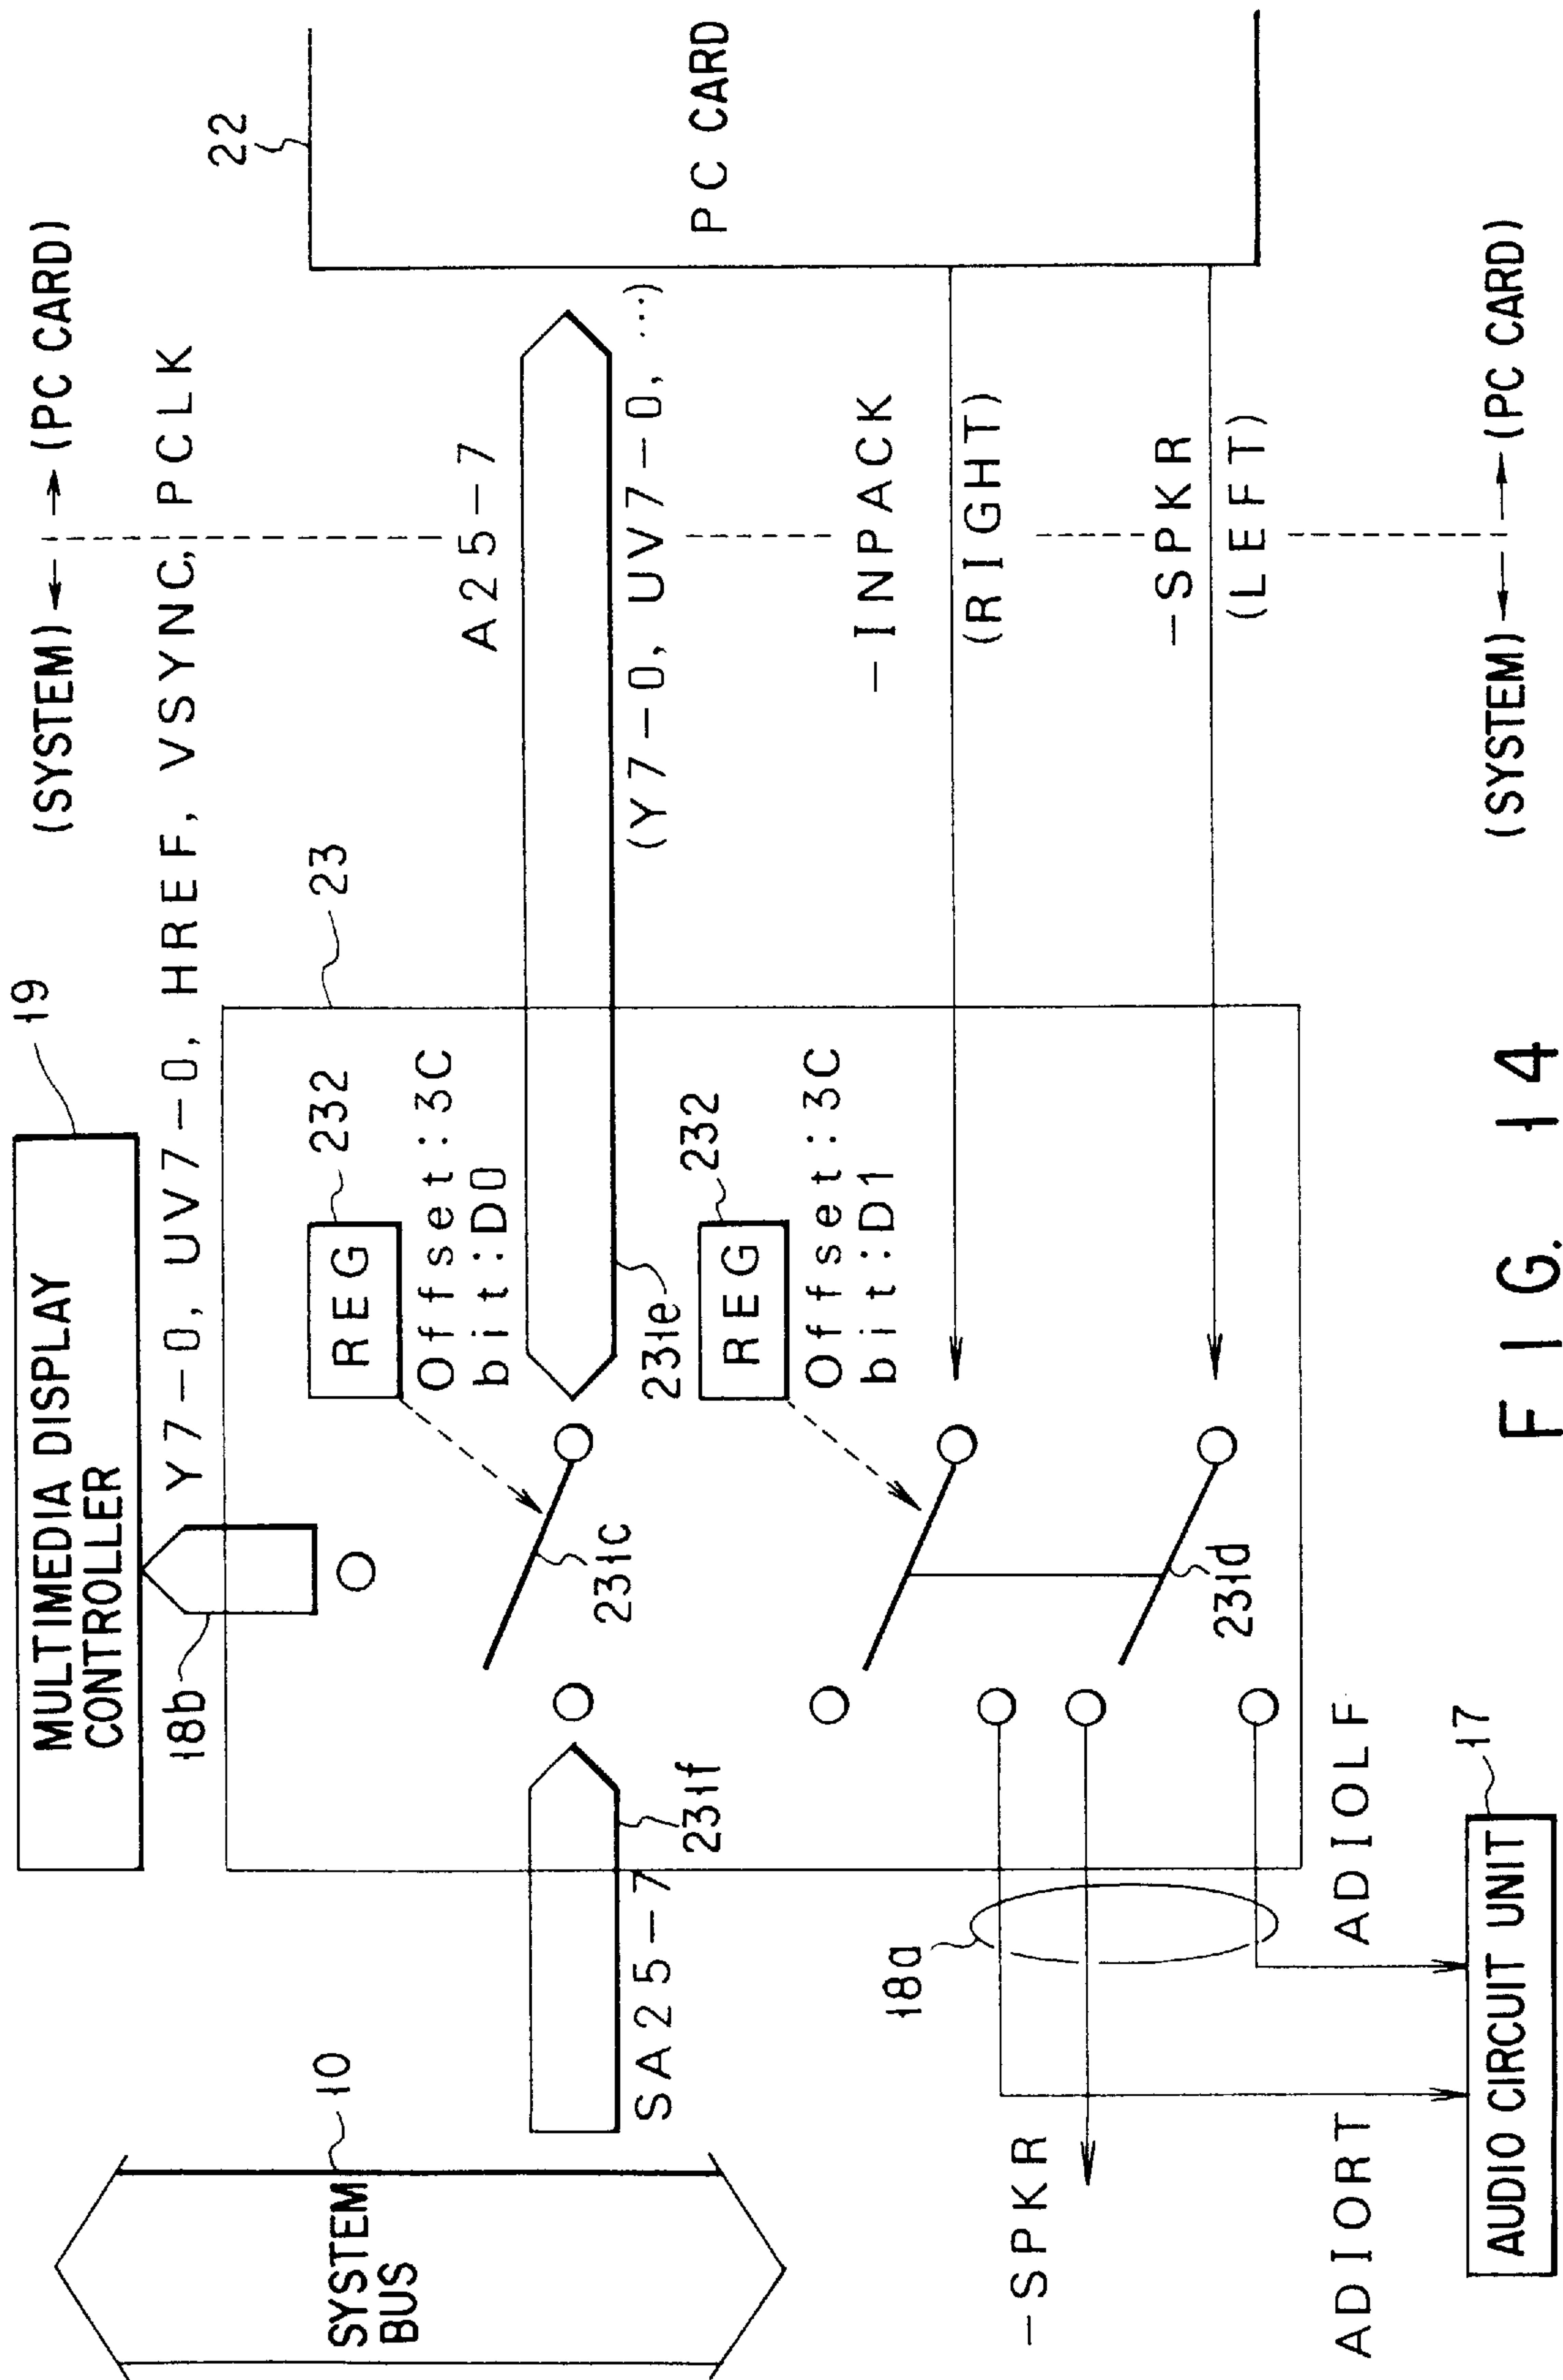 MULTIMEDIA DISPLAY
CONTROLLER
19
(SYSTEM) ←→ (PC CARD)
18b
Y7-0, UV7-0, HREF, VSYNC, PCLK
23
22
SYSTEM
BUS
10
REG
232
Offset:3C
bit:D0
A25-7
(Y7-0, UV7-0, ...)
PC CARD
SA25-7
231f
231c
231e
REG
232
Offset:3C
bit:D1
-INPACK
(RIGHT)
18a
231d
-SPKR
(LEFT)
-SPKR
ADIORT
ADIOLF
AUDIO CIRCUIT UNIT
17
(SYSTEM) ←→ (PC CARD)
FIG. 14